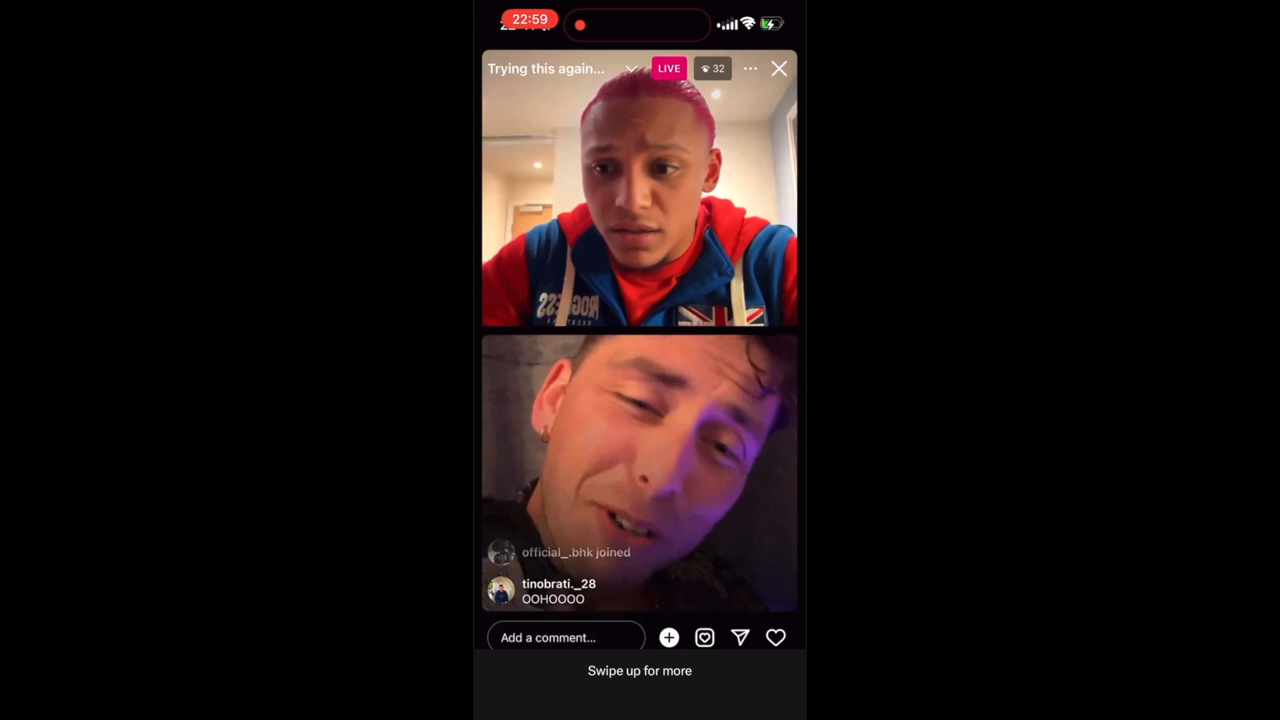 22:59
Trying this again...
LIVE
32
official_.bhk joined
tinobrati._28
OOHOOOO
Add a comment...
Swipe up for more